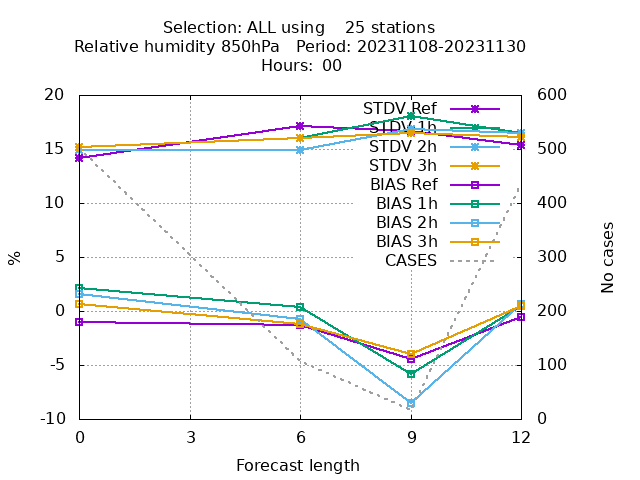 Selection: ALL using    25 stations
Relative humidity 850hPa   Period: 20231108-20231130
Hours: 00
20
15
10
5
0
-5
-10
%
600
500
400
300
200
100
0
No cases
STDV Ref
STDV 1h
STDV 2h
STDV 3h
BIAS Ref
BIAS 1h
BIAS 2h
BIAS 3h
CASES
0 3 6 9 12
Forecast length